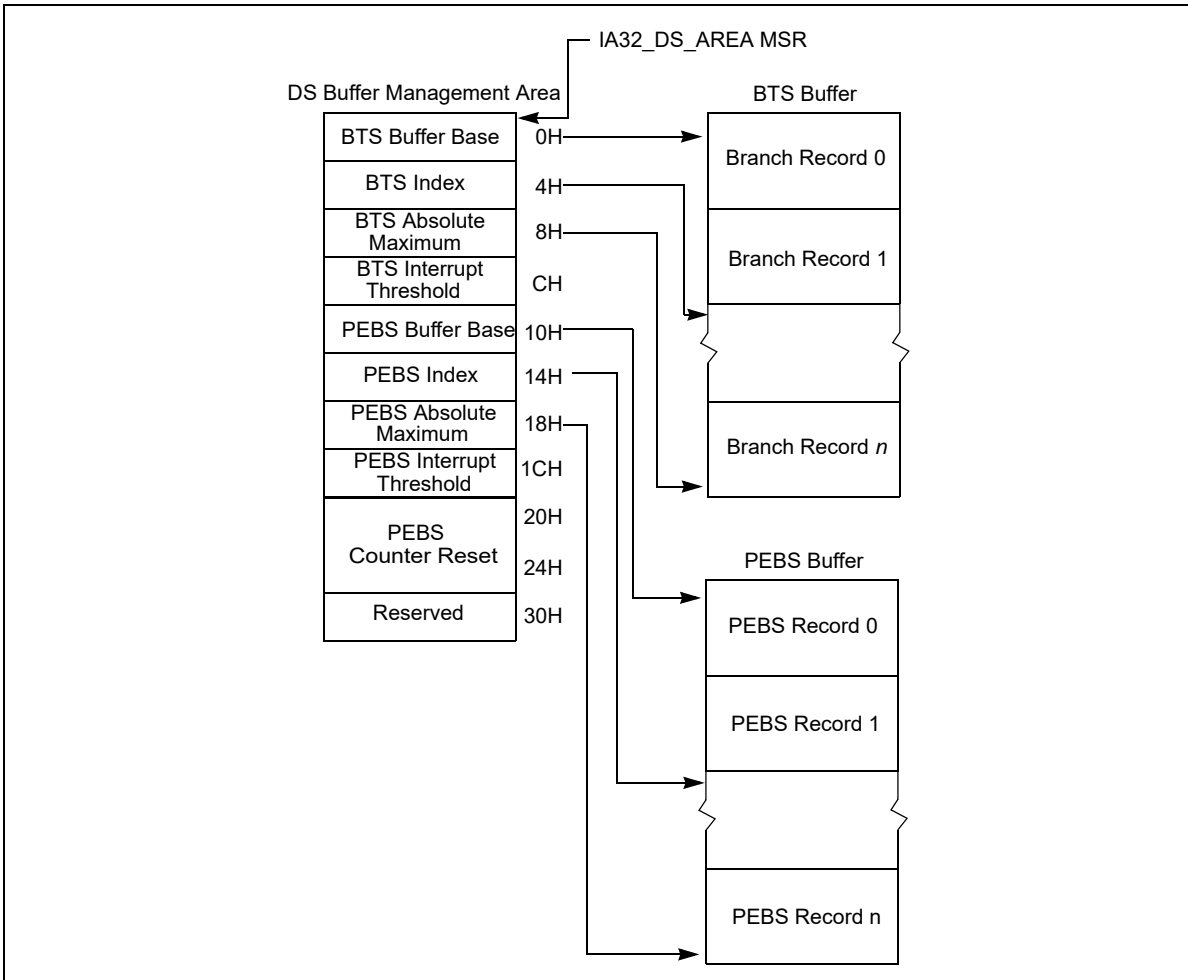 IA32_DS_AREA MSR
DS Buffer Management Area
BTS Buffer Base 0H
BTS Index 4H
BTS Absolute
Maximum 8H
BTS Interrupt
Threshold CH
PEBS Buffer Base 10H
PEBS Index 14H
PEBS Absolute
Maximum 18H
PEBS Interrupt
Threshold 1CH
20H
PEBS
Counter Reset
24H
Reserved 30H
BTS Buffer
Branch Record 0
Branch Record 1
Branch Record n
PEBS Buffer
PEBS Record 0
PEBS Record 1
PEBS Record n